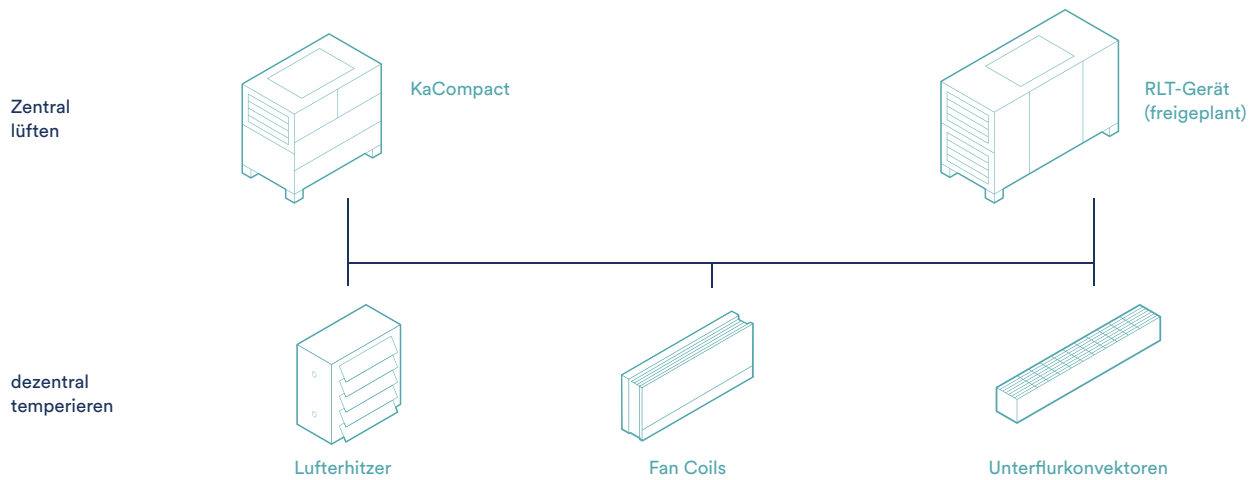 Zentral
lüften
KaCompact
RLT-Gerät
(freigeplant)
dezentral
temperieren
Lufterhitzer
Fan Coils
Unterflurkonvektoren